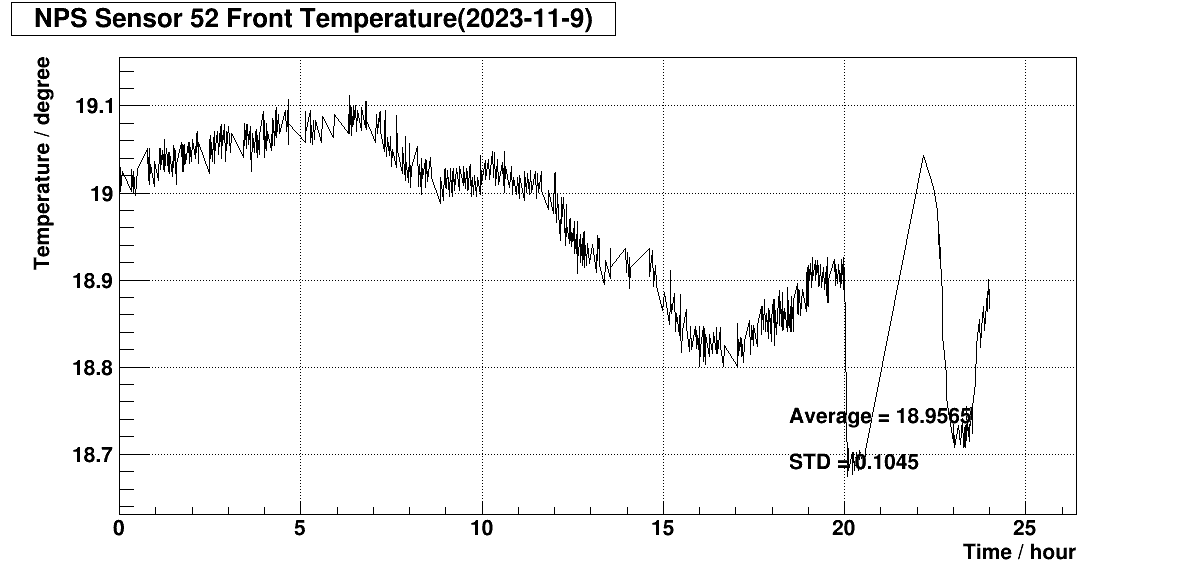 NPS Sensor 52 Front Temperature(2023-11-9)
Temperature / degree
19.1
19
18.9
18.8
18.7
Average = 18.9565
STD = 0.1045
0 5 10 15 20 25
Time / hour